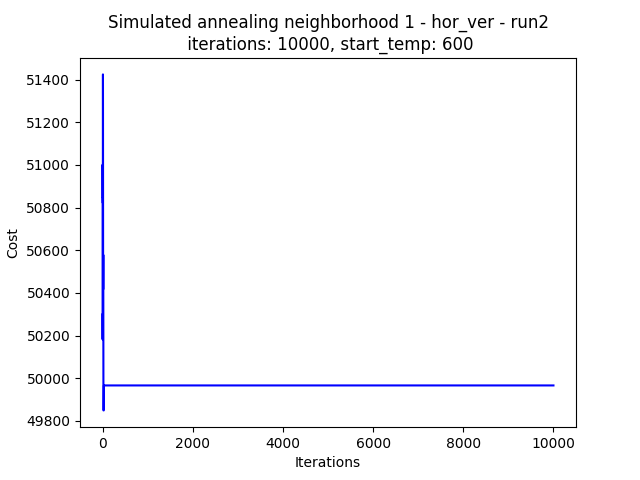 Simulated annealing neighborhood 1 - hor_ver - run2
iterations: 10000, start_temp: 600
51400
51200
51000
50800
50600
50400
50200
50000
49800
Cost
0 2000 4000 6000 8000 10000
Iterations